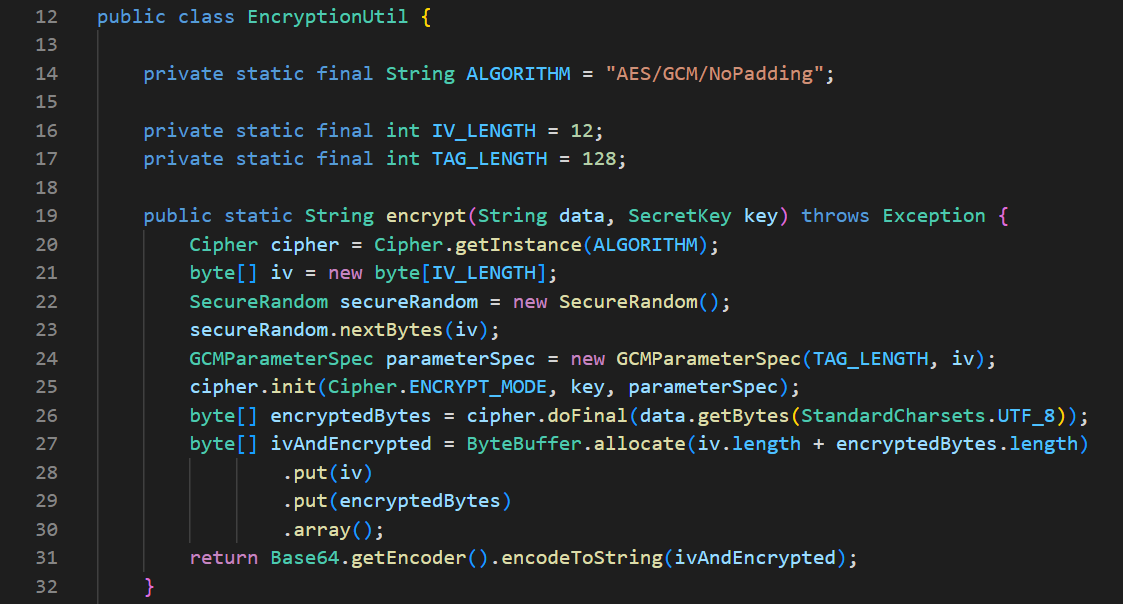 12 public class EncryptionUtil {
13
14     private static final String ALGORITHM = "AES/GCM/NoPadding";
15
16     private static final int IV_LENGTH = 12;
17     private static final int TAG_LENGTH = 128;
18
19     public static String encrypt(String data, SecretKey key) throws Exception {
20         Cipher cipher = Cipher.getInstance(ALGORITHM);
21         byte[] iv = new byte[IV_LENGTH];
22         SecureRandom secureRandom = new SecureRandom();
23         secureRandom.nextBytes(iv);
24         GCMParameterSpec parameterSpec = new GCMParameterSpec(TAG_LENGTH, iv);
25         cipher.init(Cipher.ENCRYPT_MODE, key, parameterSpec);
26         byte[] encryptedBytes = cipher.doFinal(data.getBytes(StandardCharsets.UTF_8));
27         byte[] ivAndEncrypted = ByteBuffer.allocate(iv.length + encryptedBytes.length)
28                 .put(iv)
29                 .put(encryptedBytes)
30                 .array();
31         return Base64.getEncoder().encodeToString(ivAndEncrypted);
32     }